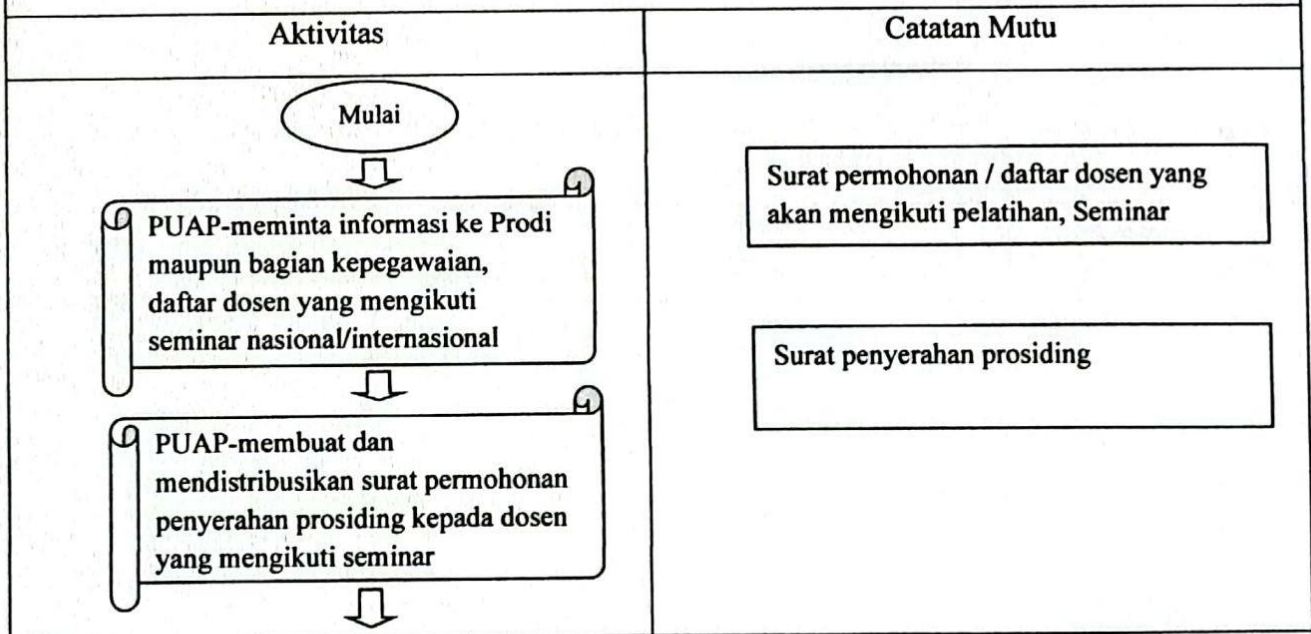 Aktivitas
Catatan Mutu
Mulai
PUAP-meminta informasi ke Prodi
maupun bagian kepegawaian,
daftar dosen yang mengikuti
seminar nasional/internasional
PUAP-membuat dan
mendistribusikan surat permohonan
penyerahan prosiding kepada dosen
yang mengikuti seminar
Surat permohonan / daftar dosen yang
akan mengikuti pelatihan, Seminar
Surat penyerahan prosiding